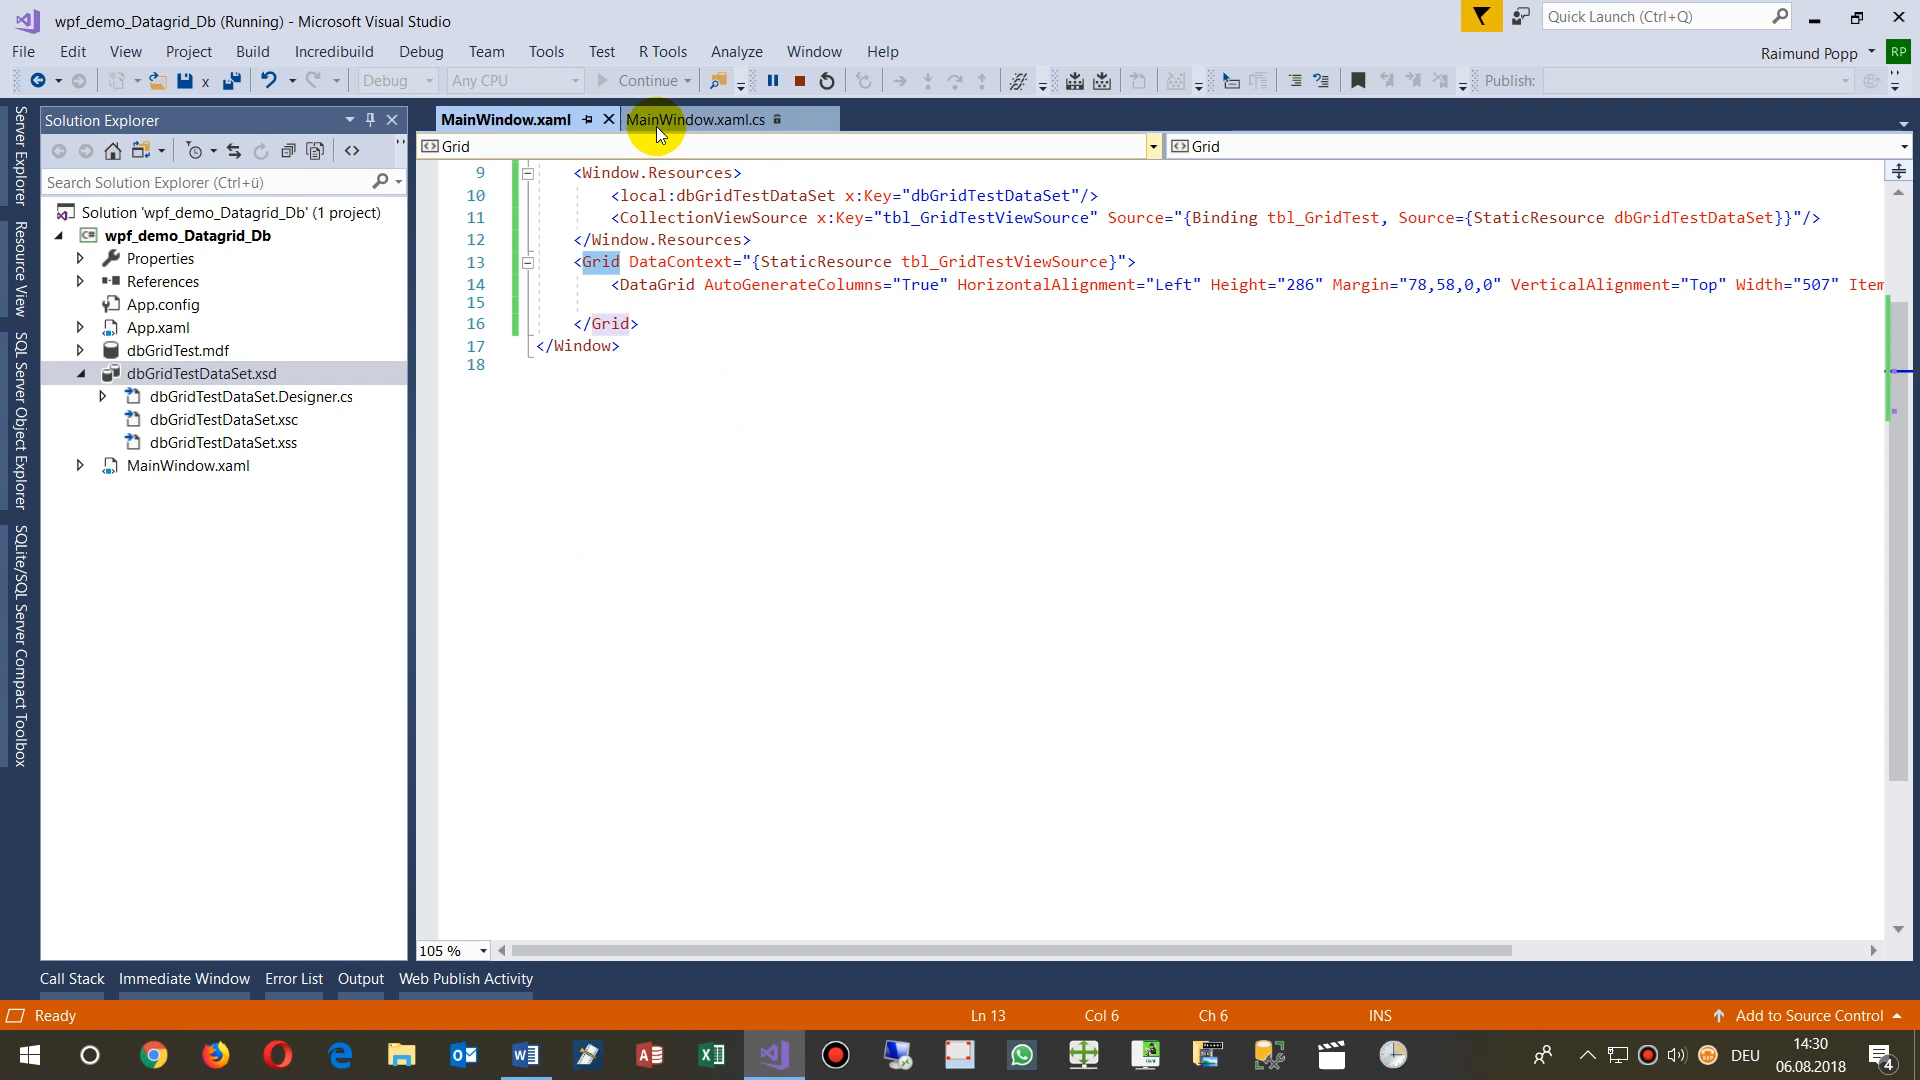 wpf_demo_Datagrid_Db (Running) - Microsoft Visual Studio
Quick Launch (Ctrl+Q)
File Edit View Project Build Incredibuild Debug Team Tools Test R Tools Analyze Window Help
Raimund Popp RP
Debug Any CPU Continue Publish:
Server Explorer
Resource View
SQL Server Object Explorer
SQLite/SQL Server Compact Toolbox
Solution Explorer
Search Solution Explorer (Ctrl+ü)
Solution 'wpf_demo_Datagrid_Db' (1 project)
wpf_demo_Datagrid_Db
Properties
References
App.config
App.xaml
dbGridTest.mdf
dbGridTestDataSet.xsd
dbGridTestDataSet.Designer.cs
dbGridTestDataSet.xsc
dbGridTestDataSet.xss
MainWindow.xaml
MainWindow.xaml MainWindow.xaml.cs
Grid Grid
9 <Window.Resources>
10 <local:dbGridTestDataSet x:Key="dbGridTestDataSet"/>
11 <CollectionViewSource x:Key="tbl_GridTestViewSource" Source="{Binding tbl_GridTest, Source={StaticResource dbGridTestDataSet}}"/>
12 </Window.Resources>
13 <Grid DataContext="{StaticResource tbl_GridTestViewSource}">
14 <DataGrid AutoGenerateColumns="True" HorizontalAlignment="Left" Height="286" Margin="78,58,0,0" VerticalAlignment="Top" Width="507" Item
15
16 </Grid>
17 </Window>
18
105 %
Call Stack Immediate Window Error List Output Web Publish Activity
Ready Ln 13 Col 6 Ch 6 INS Add to Source Control
DEU 14:30
06.08.2018
4